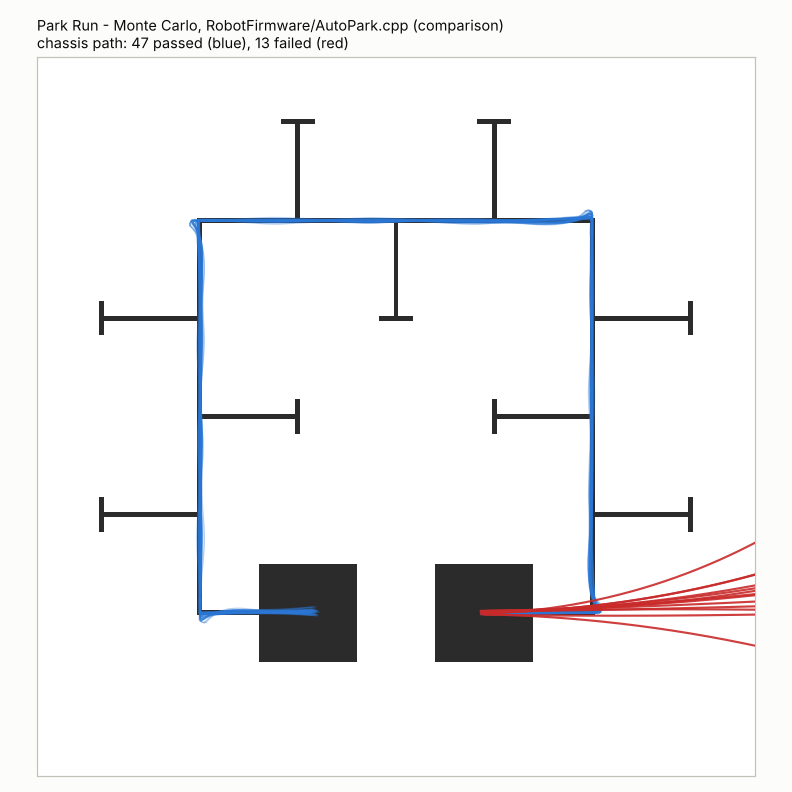 Park Run - Monte Carlo, RobotFirmware/AutoPark.cpp (comparison)
chassis path: 47 passed (blue), 13 failed (red)